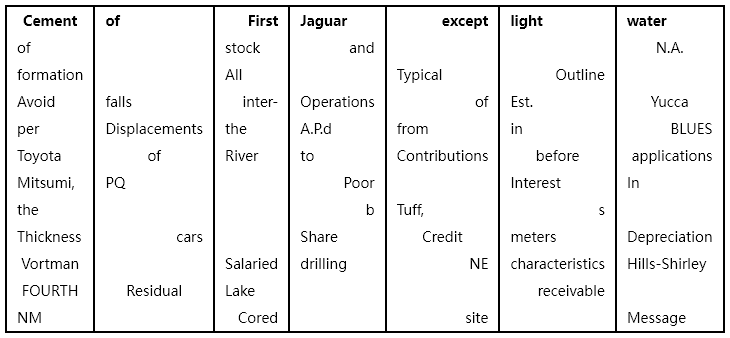 Cement of First Jaguar except light water
of stock and N.A.
formation All Typical Outline
Avoid falls inter- Operations of Est. Yucca
per Displacements the A.P.d from in BLUES
Toyota of River to Contributions before applications
Mitsumi, PQ Poor Interest In
the b Tuff, s
Thickness cars Share Credit meters Depreciation
Vortman Salaried drilling NE characteristics Hills-Shirley
FOURTH Residual Lake receivable
NM Cored site Message